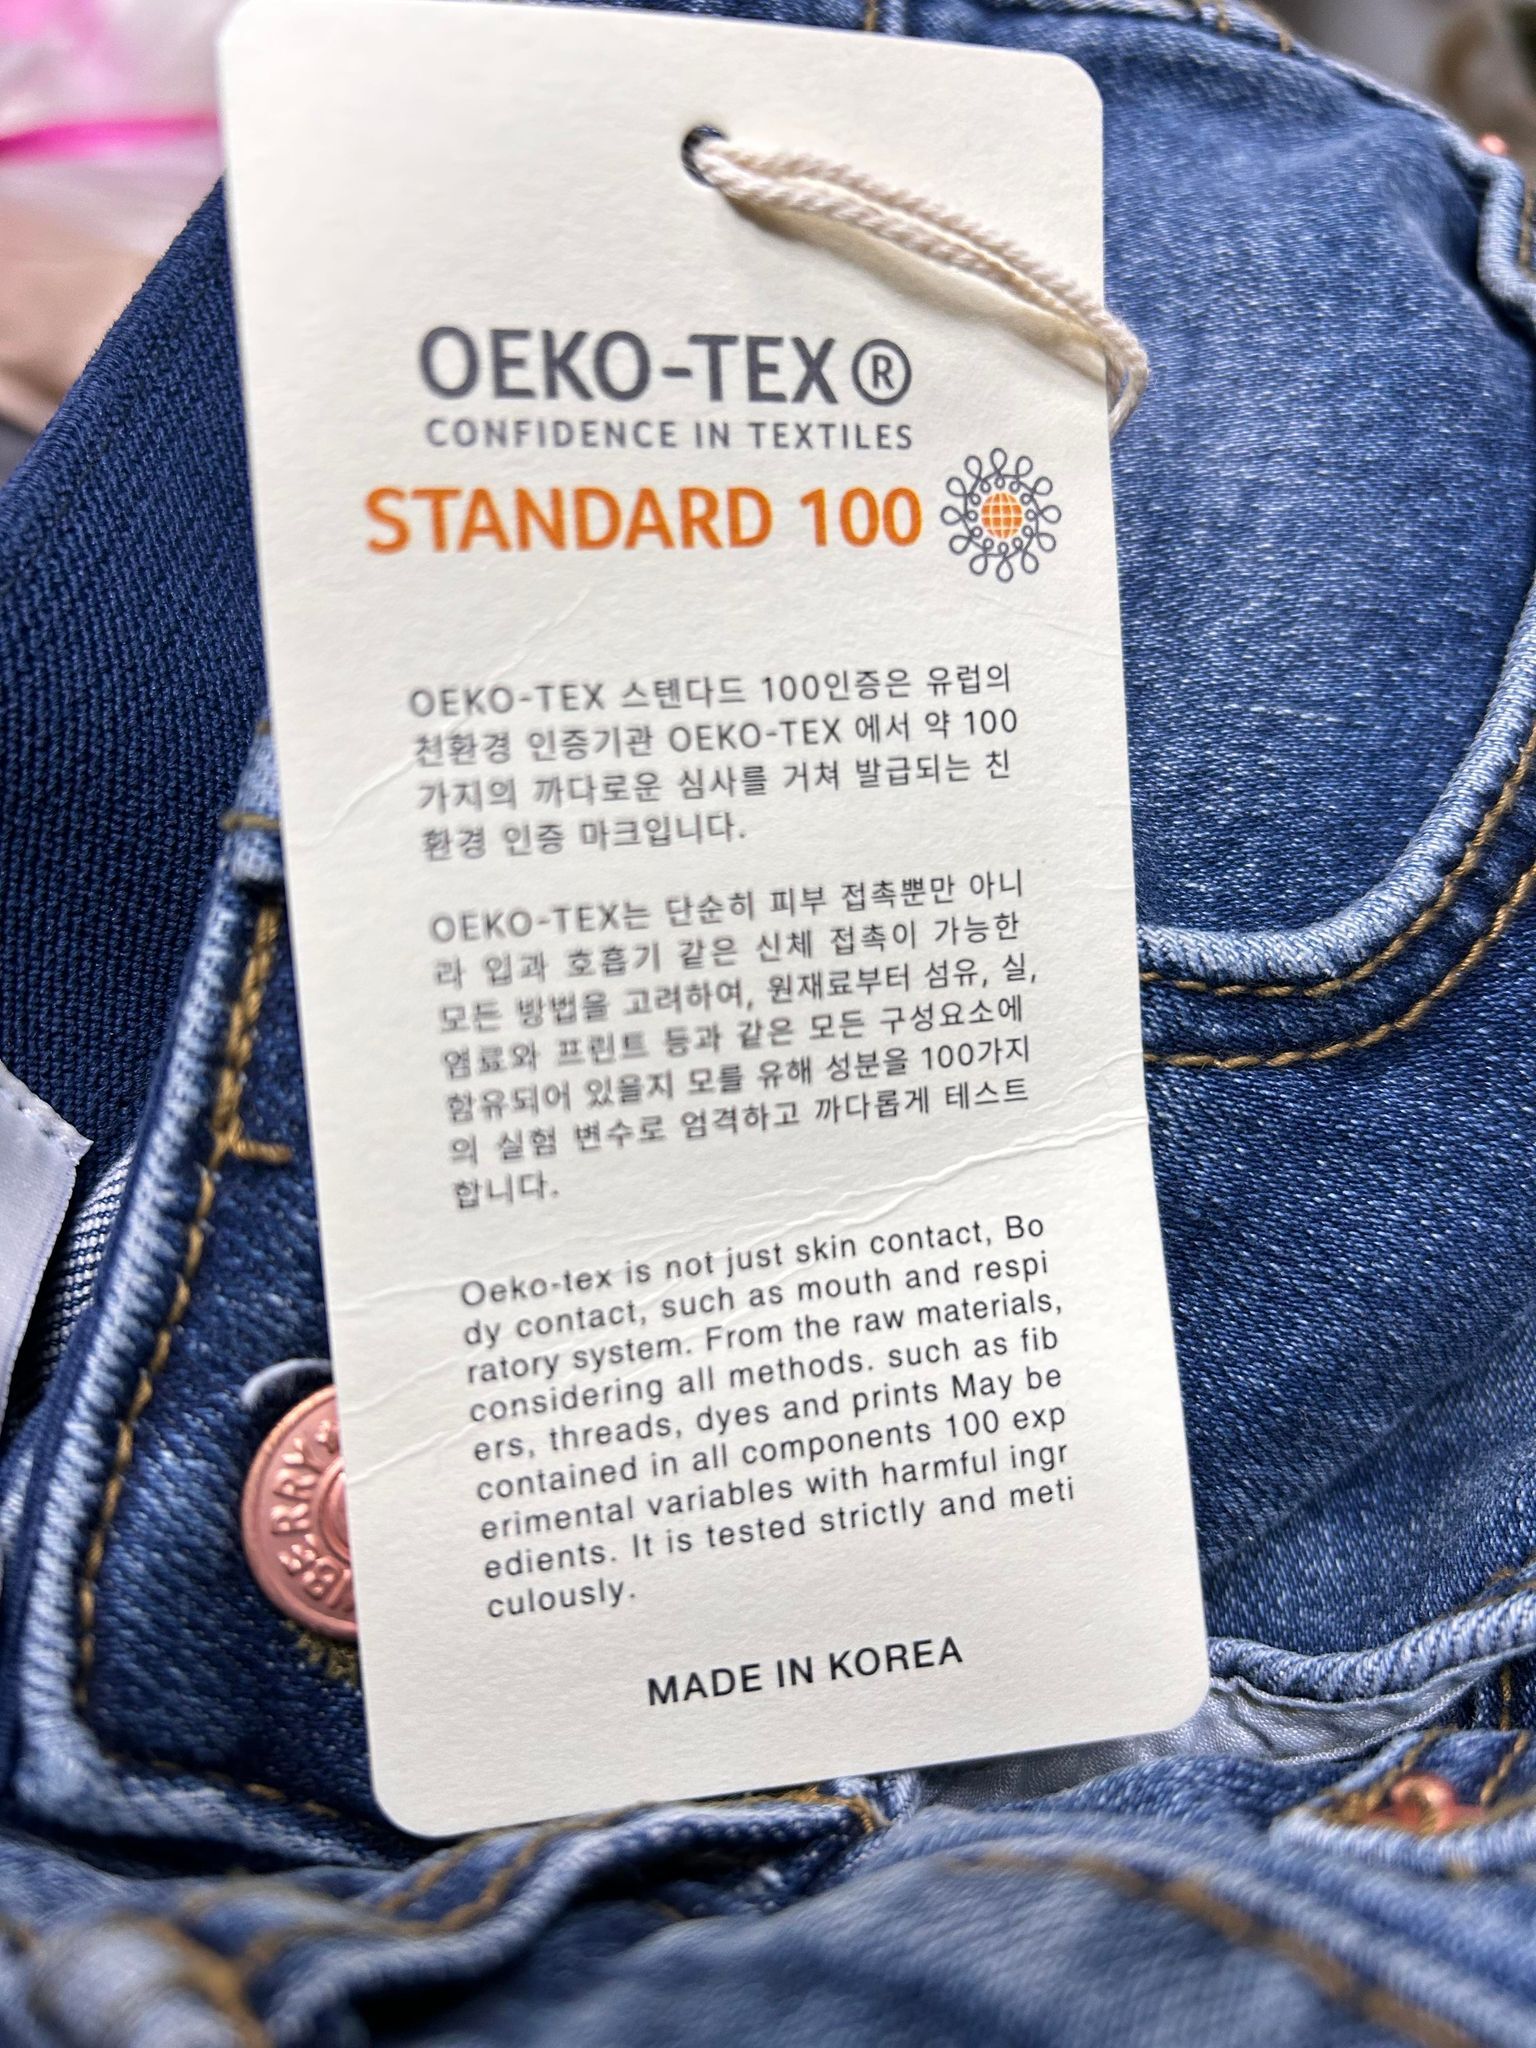 OEKO-TEX®
CONFIDENCE IN TEXTILES
STANDARD 100
OEKO-TEX 스텐다드 100인증은 유럽의
친환경 인증기관 OEKO-TEX 에서 약 100
가지의 까다로운 심사를 거쳐 발급되는 친
환경 인증 마크입니다.
OEKO-TEX는 단순히 피부 접촉뿐만 아니
라 입과 호흡기 같은 신체 접촉이 가능한
모든 방법을 고려하여, 원재료부터 섬유, 실,
염료와 프린트 등과 같은 모든 구성요소에
함유되어 있을지 모를 유해 성분을 100가지
의 실험 변수로 엄격하고 까다롭게 테스트
합니다.
Oeko-tex is not just skin contact, Bo
dy contact, such as mouth and respi
ratory system. From the raw materials,
considering all methods. such as fib
ers, threads, dyes and prints May be
contained in all components 100 exp
erimental variables with harmful ingr
edients. It is tested strictly and meti
culously.
MADE IN KOREA